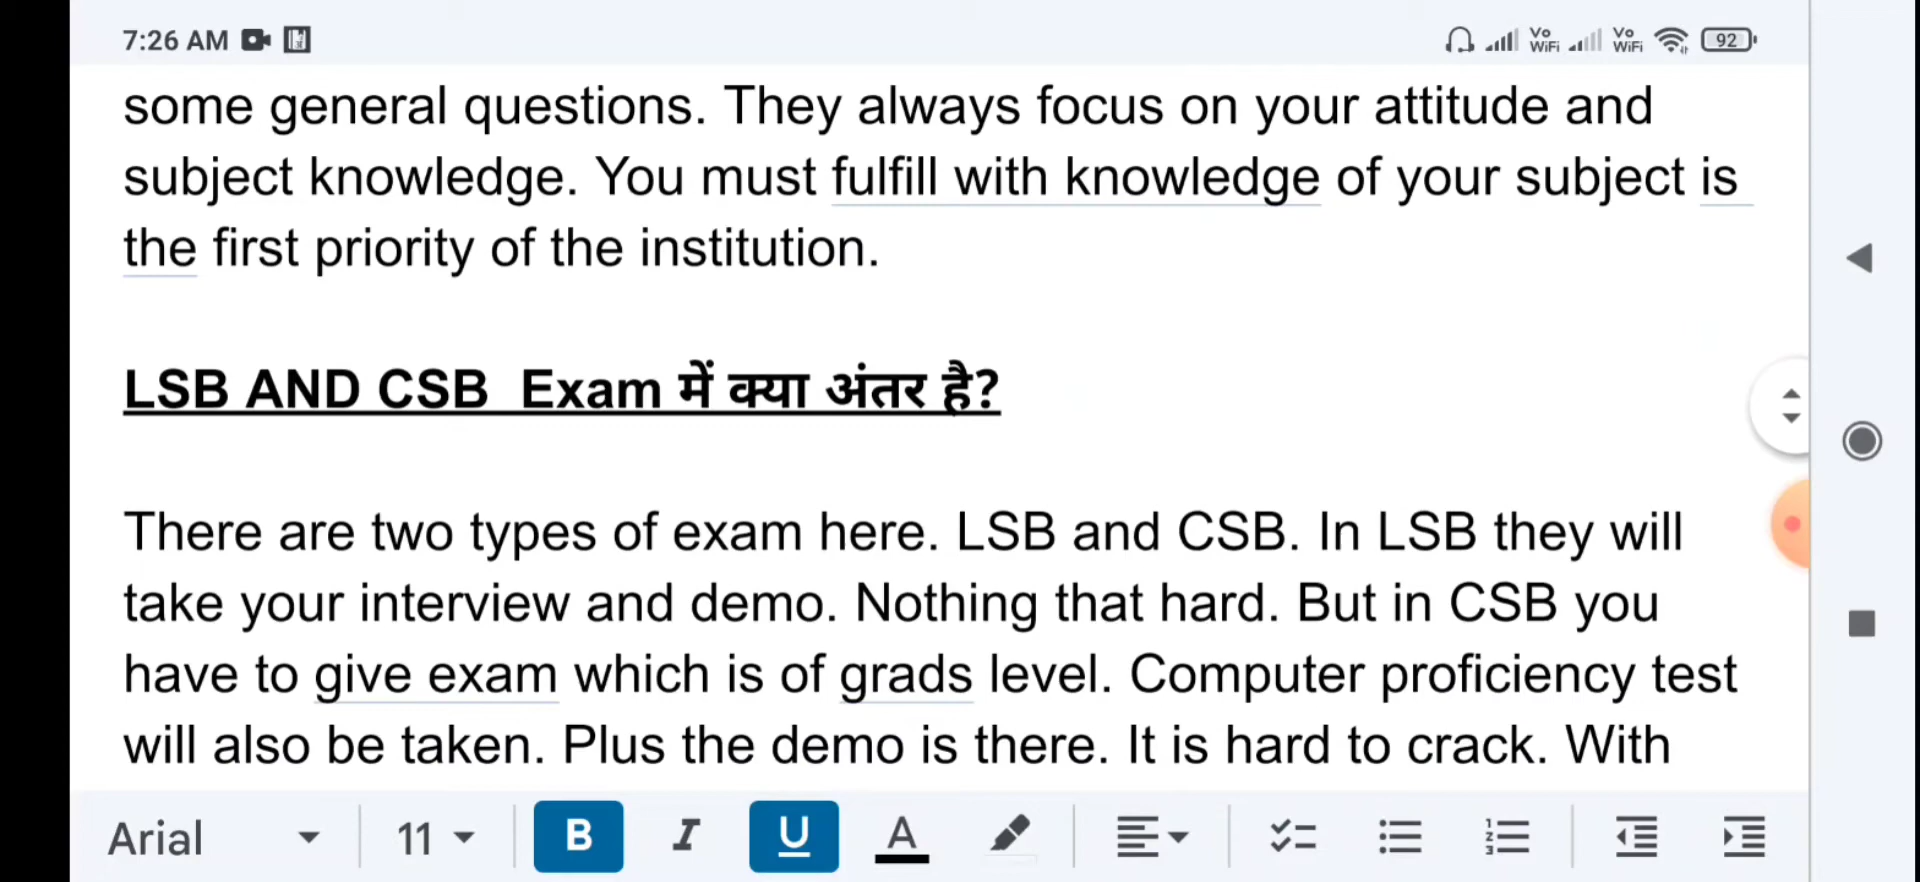 7:26 AM
Vo WiFi Vo WiFi 92
some general questions. They always focus on your attitude and
subject knowledge. You must fulfill with knowledge of your subject is
the first priority of the institution.
LSB AND CSB  Exam में क्या अंतर है?
There are two types of exam here. LSB and CSB. In LSB they will
take your interview and demo. Nothing that hard. But in CSB you
have to give exam which is of grads level. Computer proficiency test
will also be taken. Plus the demo is there. It is hard to crack. With
Arial 11 B I U A